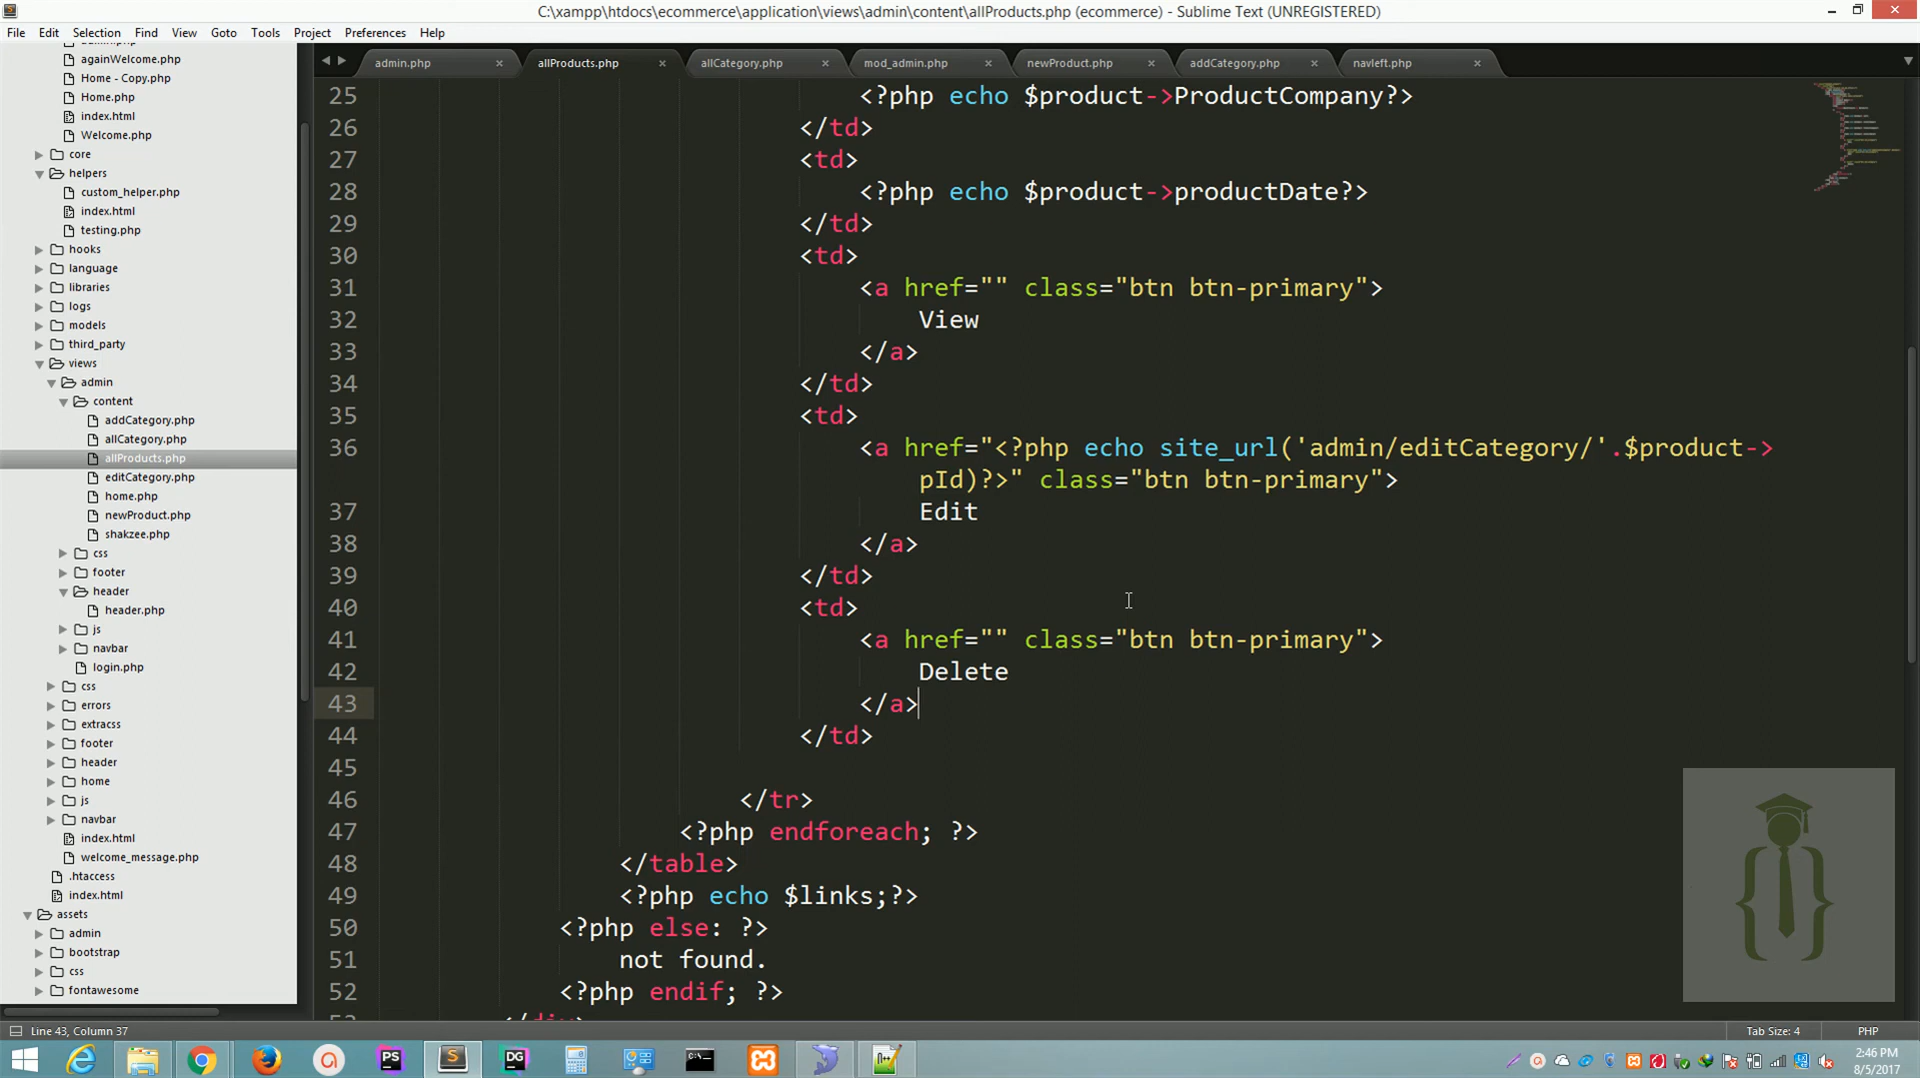 C:\xampp\htdocs\ecommerce\application\views\admin\content\allProducts.php (ecommerce) - Sublime Text (UNREGISTERED)
File Edit Selection Find View Goto Tools Project Preferences Help
admin.php × allProducts.php × allCategory.php × mod_admin.php × newProduct.php × addCategory.php × navleft.php ×
againWelcome.php
Home - Copy.php
Home.php
index.html
Welcome.php
core
helpers
custom_helper.php
index.html
testing.php
hooks
language
libraries
logs
models
third_party
views
admin
content
addCategory.php
allCategory.php
allProducts.php
editCategory.php
home.php
newProduct.php
shakzee.php
css
footer
header
header.php
js
navbar
login.php
css
errors
extracss
footer
header
home
js
navbar
index.html
welcome_message.php
.htaccess
index.html
assets
admin
bootstrap
css
fontawesome
25 <?php echo $product->ProductCompany?>
26 </td>
27 <td>
28 <?php echo $product->productDate?>
29 </td>
30 <td>
31 <a href="" class="btn btn-primary">
32 View
33 </a>
34 </td>
35 <td>
36 <a href="<?php echo site_url('admin/editCategory/'.$product->
pId)?>" class="btn btn-primary">
37 Edit
38 </a>
39 </td>
40 <td>
41 <a href="" class="btn btn-primary">
42 Delete
43 </a>
44 </td>
45
46 </tr>
47 <?php endforeach; ?>
48 </table>
49 <?php echo $links;?>
50 <?php else: ?>
51 not found.
52 <?php endif; ?>
Line 43, Column 37
Tab Size: 4
PHP
2:46 PM
8/5/2017